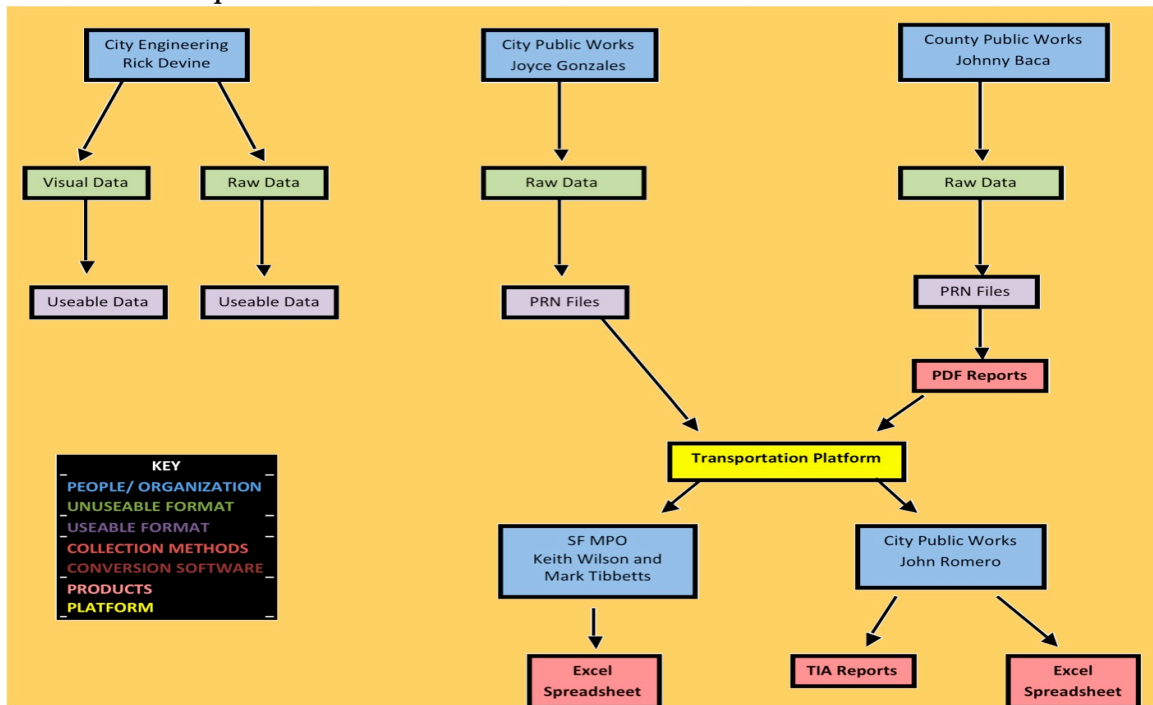 City Engineering
Rick Devine
City Public Works
Joyce Gonzales
County Public Works
Johnny Baca
Visual Data
Raw Data
Raw Data
Raw Data
Useable Data
Useable Data
PRN Files
PRN Files
PDF Reports
Transportation Platform
KEY
PEOPLE/ ORGANIZATION
UNUSEABLE FORMAT
USEABLE FORMAT
COLLECTION METHODS
CONVERSION SOFTWARE
PRODUCTS
PLATFORM
SF MPO
Keith Wilson and
Mark Tibbetts
City Public Works
John Romero
Excel
Spreadsheet
TIA Reports
Excel
Spreadsheet